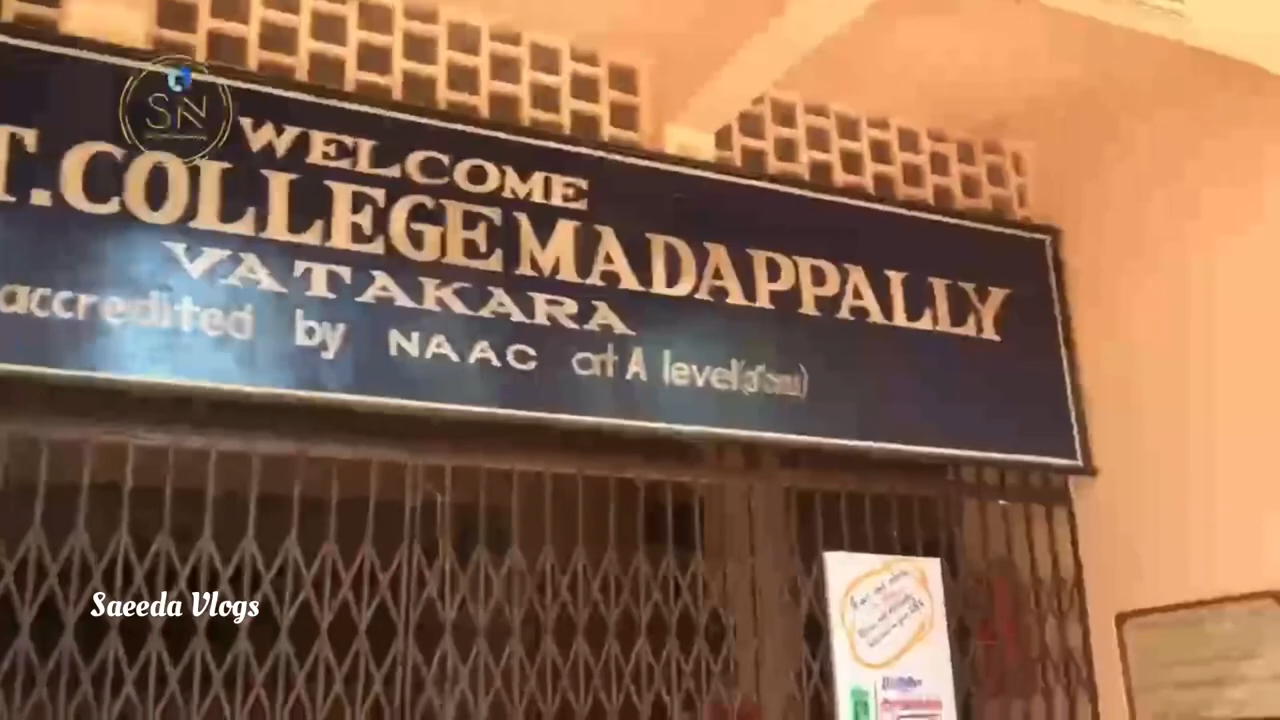 SN
WELCOME
T.COLLEGE MADAPPALLY
VATAKARA
accredited by NAAC at A level
Saeeda Vlogs